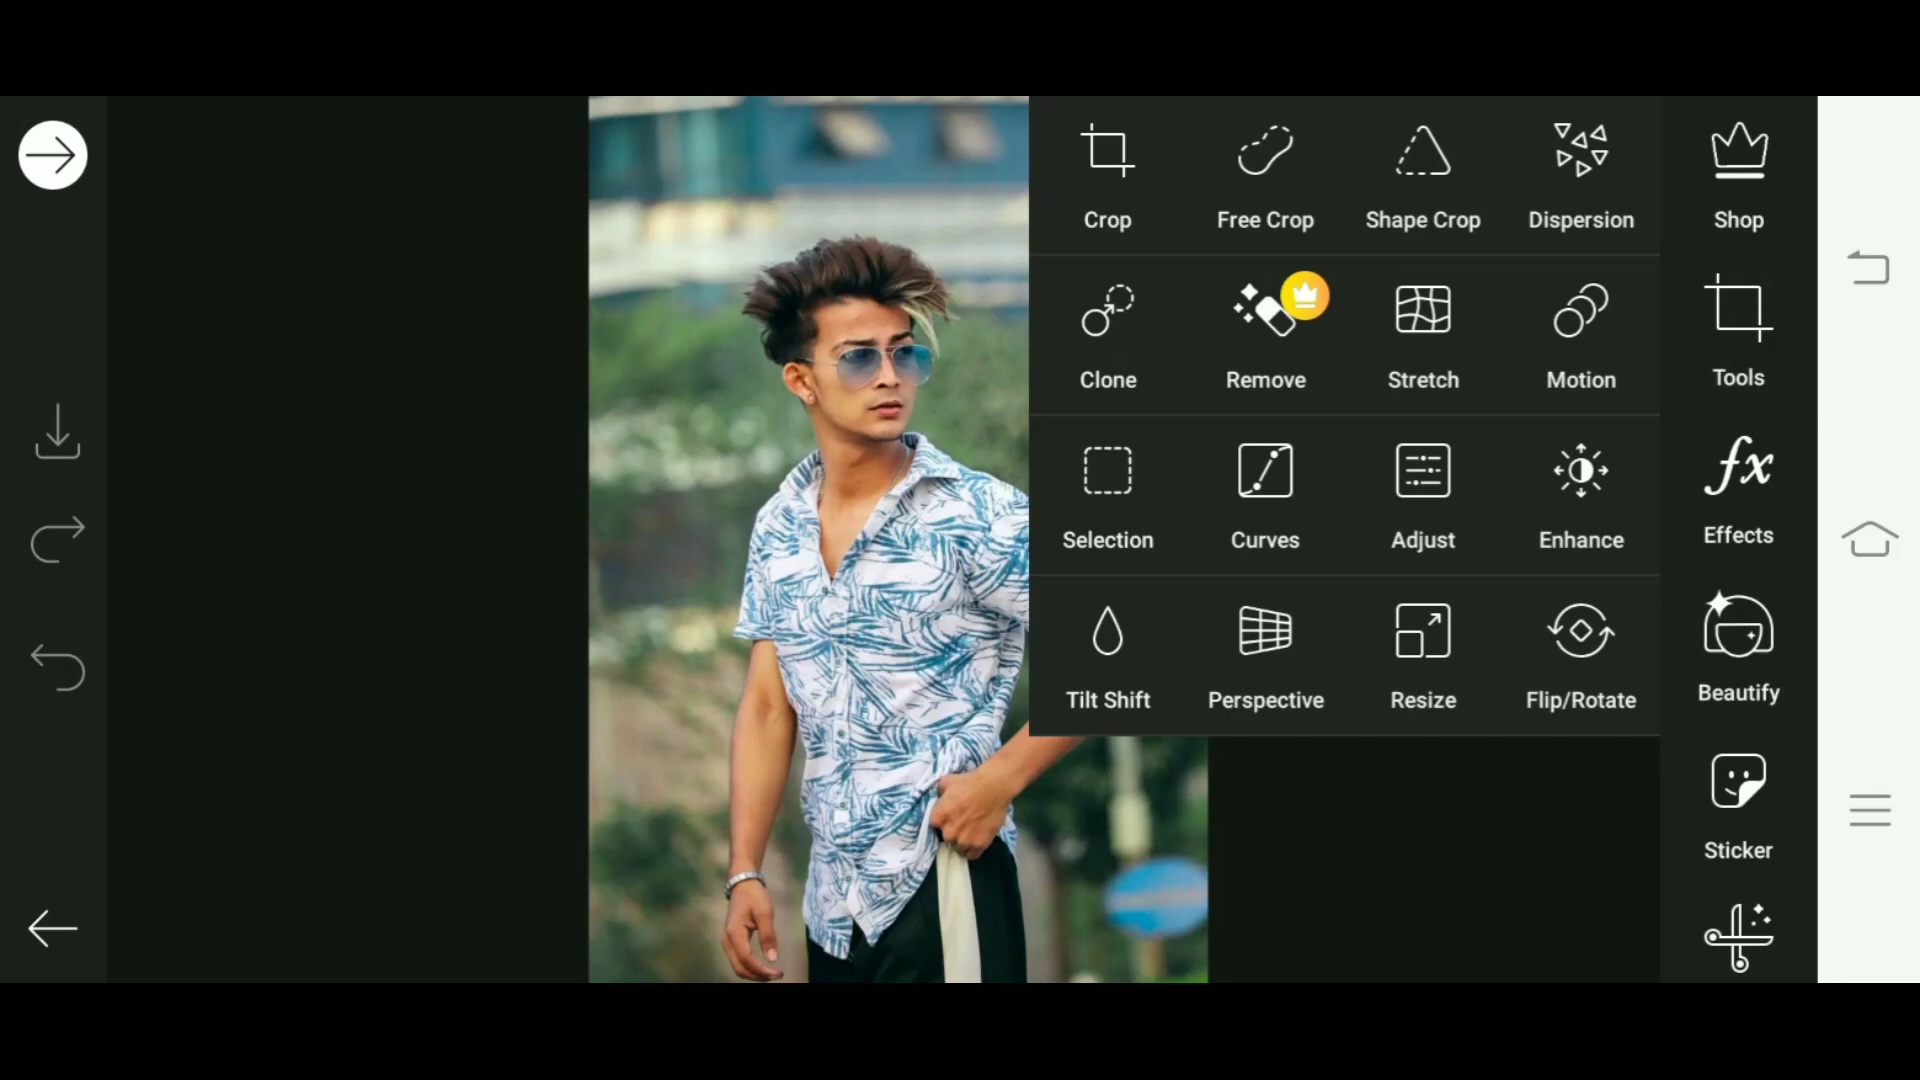 Crop Free Crop Shape Crop Dispersion
Clone Remove Stretch Motion
Selection Curves Adjust Enhance
Tilt Shift Perspective Resize Flip/Rotate
Shop
Tools
fx
Effects
Beautify
Sticker